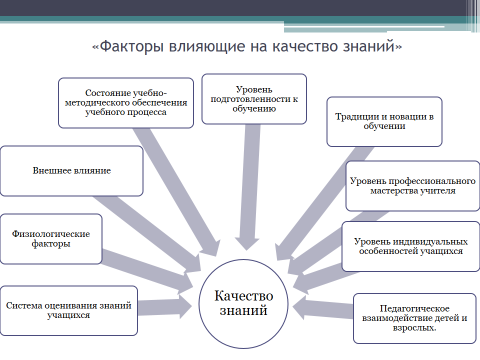 «Факторы влияющие на качество знаний»
Состояние учебно-
методического обеспечения
учебного процесса
Уровень
подготовленности к
обучению
Традиции и новации в
обучении
Внешнее влияние
Уровень профессионального
мастерства учителя
Физиологические
факторы
Уровень индивидуальных
особенностей учащихся
Система оценивания знаний
учащихся
Качество
знаний
Педагогическое
взаимодействие детей и
взрослых.